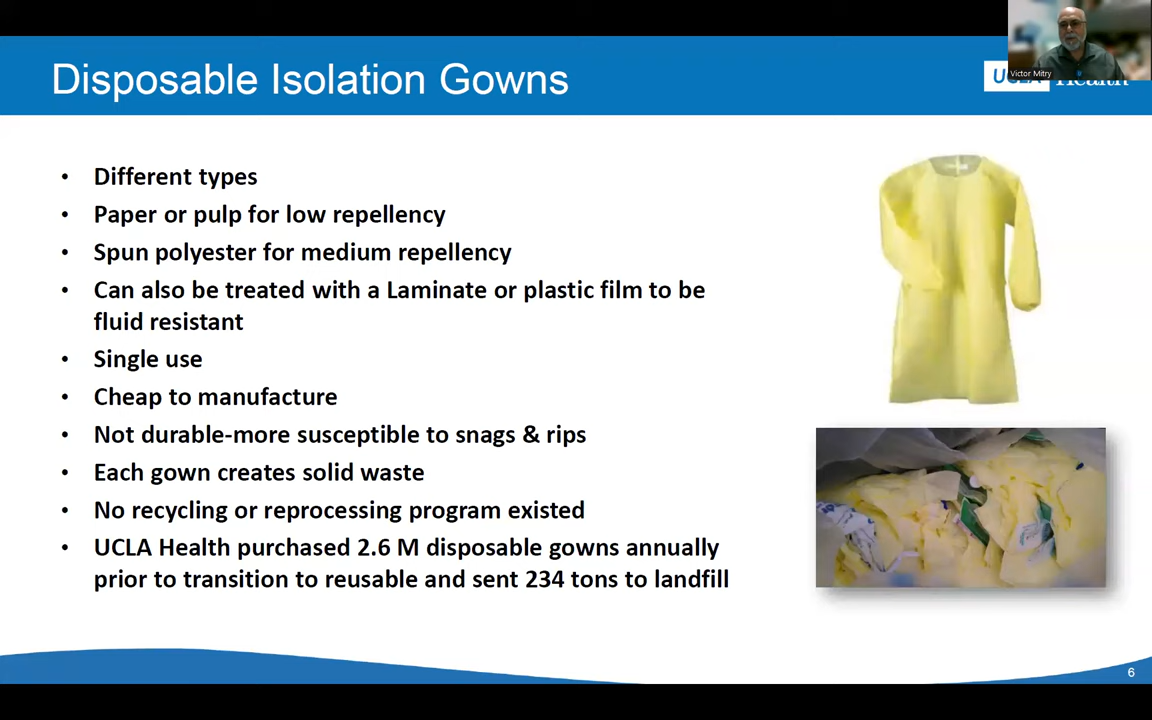 Disposable Isolation Gowns
Victor Mitry
• Different types
• Paper or pulp for low repellency
• Spun polyester for medium repellency
• Can also be treated with a Laminate or plastic film to be
fluid resistant
• Single use
• Cheap to manufacture
• Not durable-more susceptible to snags & rips
• Each gown creates solid waste
• No recycling or reprocessing program existed
• UCLA Health purchased 2.6 M disposable gowns annually
prior to transition to reusable and sent 234 tons to landfill
6